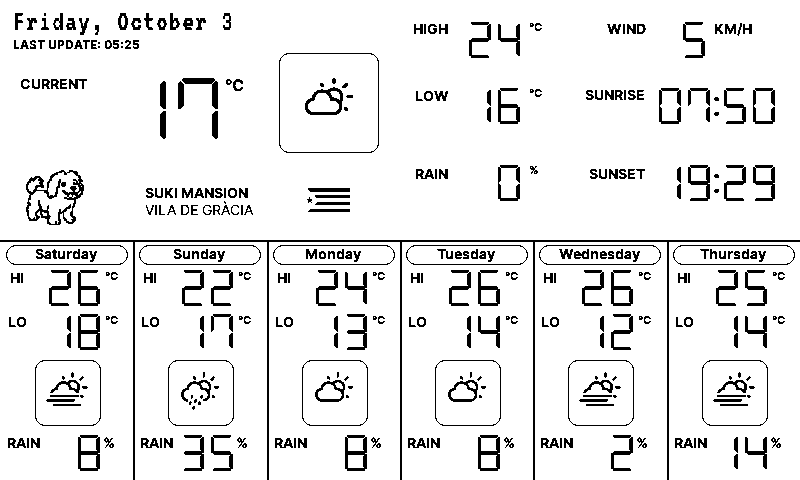 Friday, October 3
LAST UPDATE: 05:25
CURRENT 17 °C
SUKI MANSION
VILA DE GRÀCIA
HIGH 24 °C
LOW 16 °C
RAIN 0 %
WIND 5 KM/H
SUNRISE 07:50
SUNSET 19:29
Saturday
HI 26 °C
LO 18 °C
RAIN 8 %
Sunday
HI 22 °C
LO 17 °C
RAIN 35 %
Monday
HI 24 °C
LO 13 °C
RAIN 8 %
Tuesday
HI 26 °C
LO 14 °C
RAIN 8 %
Wednesday
HI 26 °C
LO 12 °C
RAIN 2 %
Thursday
HI 25 °C
LO 14 °C
RAIN 14 %